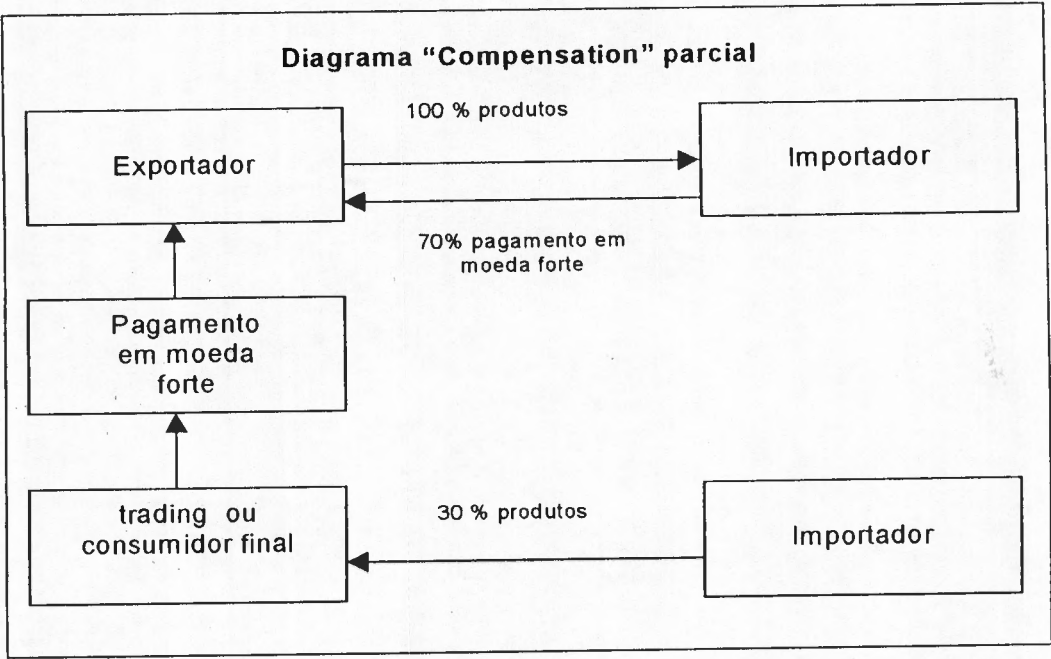 Diagrama “Compensation” parcial
100 % produtos
Exportador
Importador
70% pagamento em
moeda forte
Pagamento
em moeda
forte
trading ou
consumidor final
30 % produtos
Importador